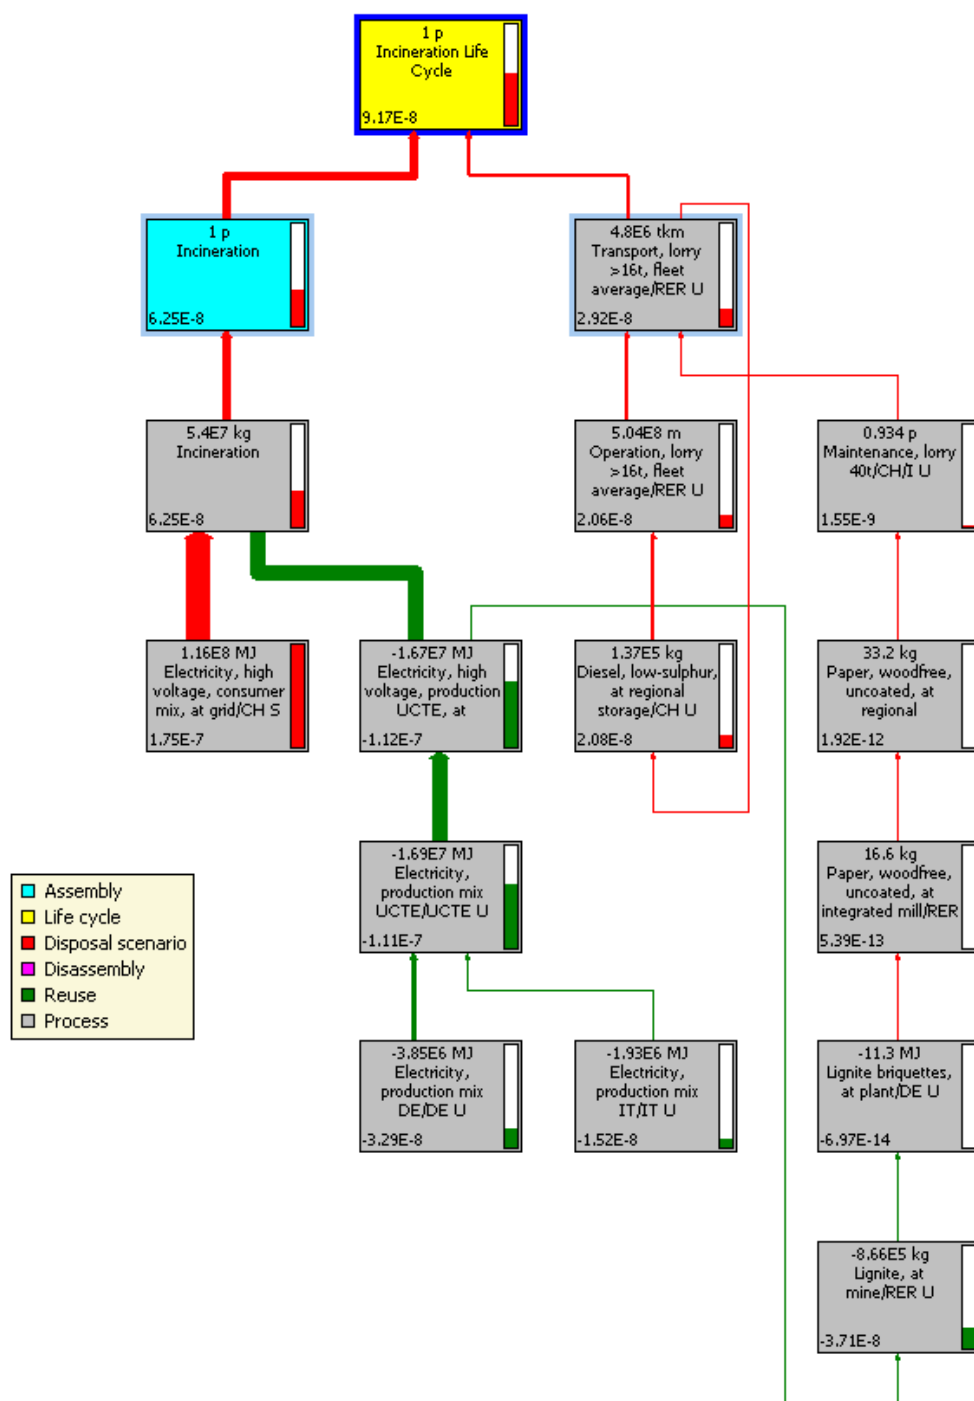 1 p
Incineration Life
Cycle
9.17E-8
1 p
Incineration
6.25E-8
4.8E6 tkm
Transport, lorry
>16t, fleet
average/RER U
2.92E-8
5.4E7 kg
Incineration
6.25E-8
5.04E8 m
Operation, lorry
>16t, fleet
average/RER U
2.06E-8
0.934 p
Maintenance, lorry
40t/CH/I U
1.55E-9
1.16E8 MJ
Electricity, high
voltage, consumer
mix, at grid/CH S
1.75E-7
-1.67E7 MJ
Electricity, high
voltage, production
UCTE, at
-1.12E-7
1.37E5 kg
Diesel, low-sulphur,
at regional
storage/CH U
2.08E-8
33.2 kg
Paper, woodfree,
uncoated, at
regional
1.92E-12
-1.69E7 MJ
Electricity,
production mix
UCTE/UCTE U
-1.11E-7
16.6 kg
Paper, woodfree,
uncoated, at
integrated mill/RER
5.39E-13
Assembly
Life cycle
Disposal scenario
Disassembly
Reuse
Process
-3.85E6 MJ
Electricity,
production mix
DE/DE U
-3.29E-8
-1.93E6 MJ
Electricity,
production mix
IT/IT U
-1.52E-8
-11.3 MJ
Lignite briquettes,
at plant/DE U
-6.97E-14
-8.66E5 kg
Lignite, at
mine/RER U
-3.71E-8